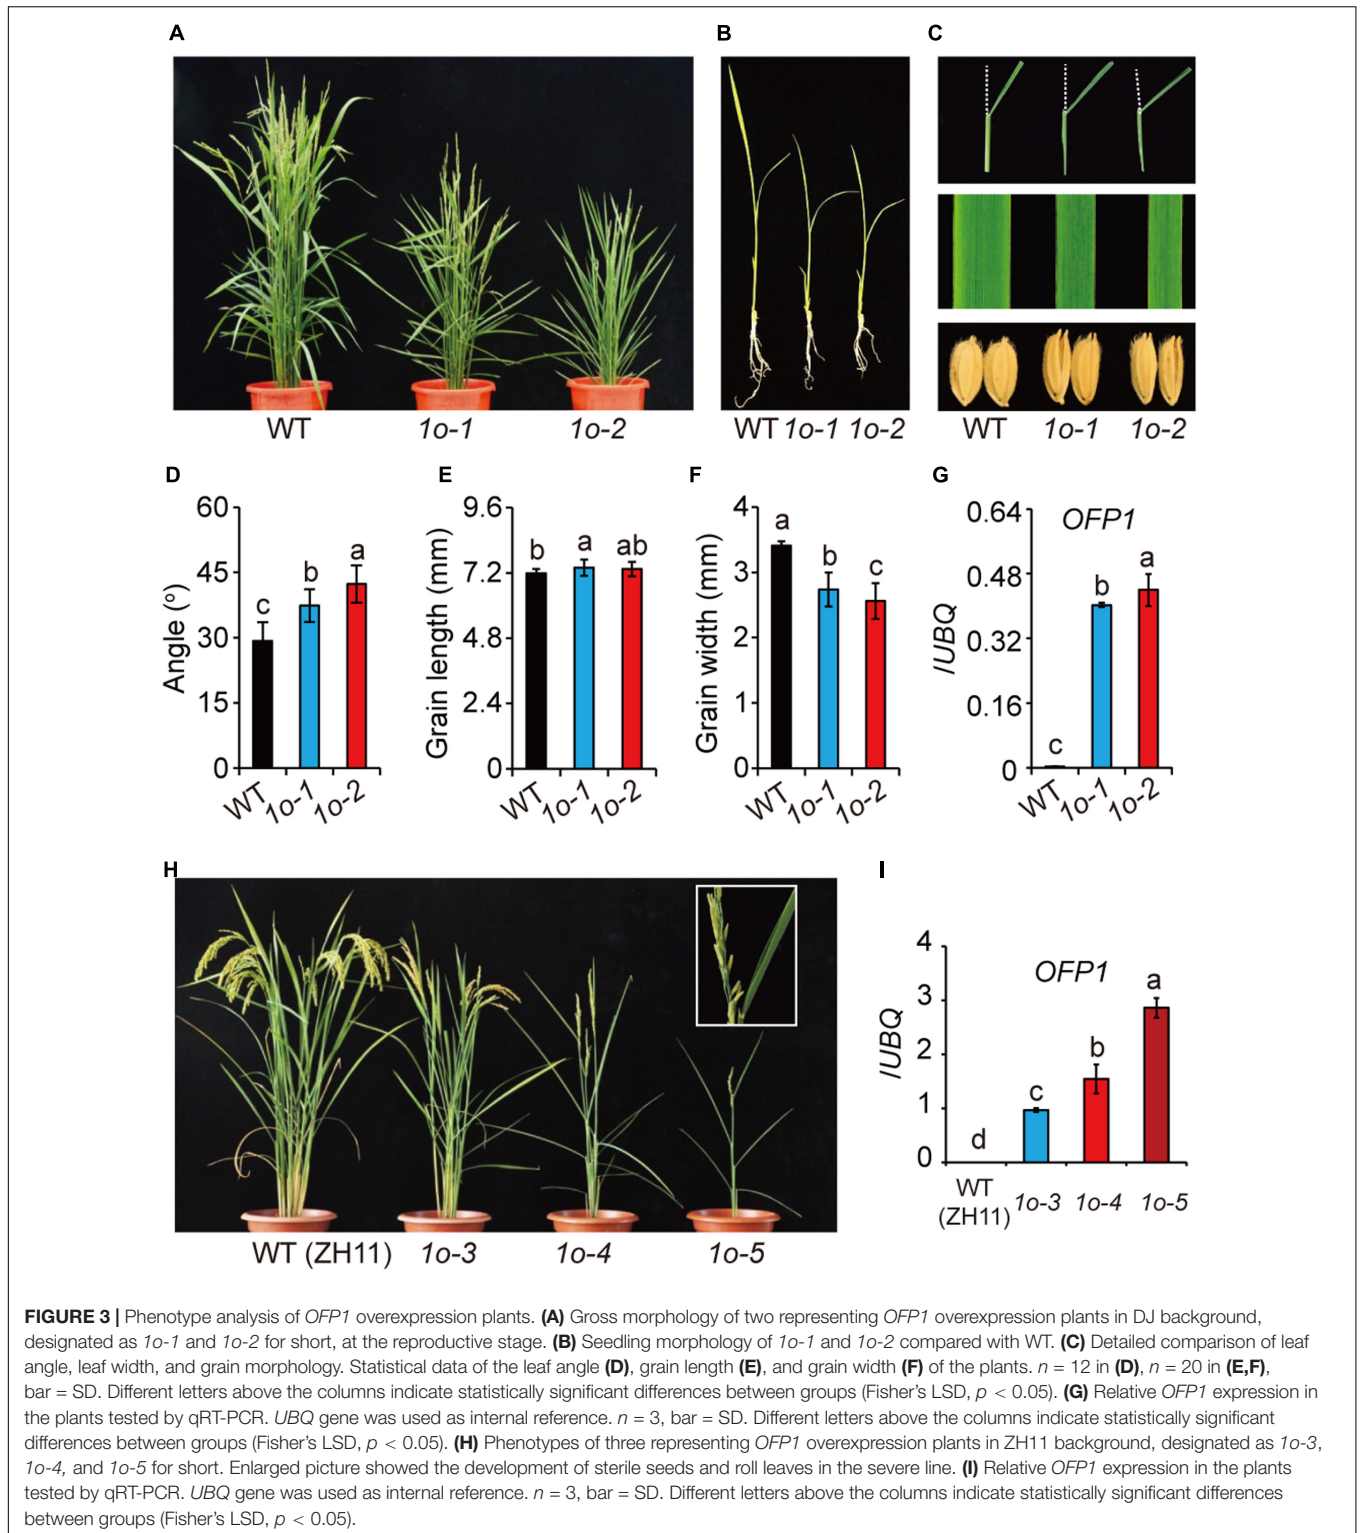 A
B
C
WT
1o-1
1o-2
WT 1o-1 1o-2
WT
1o-1
1o-2
D
E
F
G
60
45
30
15
0
Angle (°)
c
b
a
WT
1o-1
1o-2
9.6
7.2
4.8
2.4
0
Grain length (mm)
b
a
ab
WT
1o-1
1o-2
4
3
2
1
0
Grain width (mm)
a
b
c
WT
1o-1
1o-2
0.64
0.48
0.32
0.16
0
/UBQ
OFP1
c
b
a
WT
1o-1
1o-2
H
I
WT (ZH11)
1o-3
1o-4
1o-5
4
3
2
1
0
/UBQ
OFP1
d
c
b
a
WT
(ZH11)
1o-3
1o-4
1o-5
FIGURE 3 | Phenotype analysis of OFP1 overexpression plants. (A) Gross morphology of two representing OFP1 overexpression plants in DJ background,
designated as 1o-1 and 1o-2 for short, at the reproductive stage. (B) Seedling morphology of 1o-1 and 1o-2 compared with WT. (C) Detailed comparison of leaf
angle, leaf width, and grain morphology. Statistical data of the leaf angle (D), grain length (E), and grain width (F) of the plants. n = 12 in (D), n = 20 in (E,F),
bar = SD. Different letters above the columns indicate statistically significant differences between groups (Fisher's LSD, p < 0.05). (G) Relative OFP1 expression in
the plants tested by qRT-PCR. UBQ gene was used as internal reference. n = 3, bar = SD. Different letters above the columns indicate statistically significant
differences between groups (Fisher's LSD, p < 0.05). (H) Phenotypes of three representing OFP1 overexpression plants in ZH11 background, designated as 1o-3,
1o-4, and 1o-5 for short. Enlarged picture showed the development of sterile seeds and roll leaves in the severe line. (I) Relative OFP1 expression in the plants
tested by qRT-PCR. UBQ gene was used as internal reference. n = 3, bar = SD. Different letters above the columns indicate statistically significant differences
between groups (Fisher's LSD, p < 0.05).